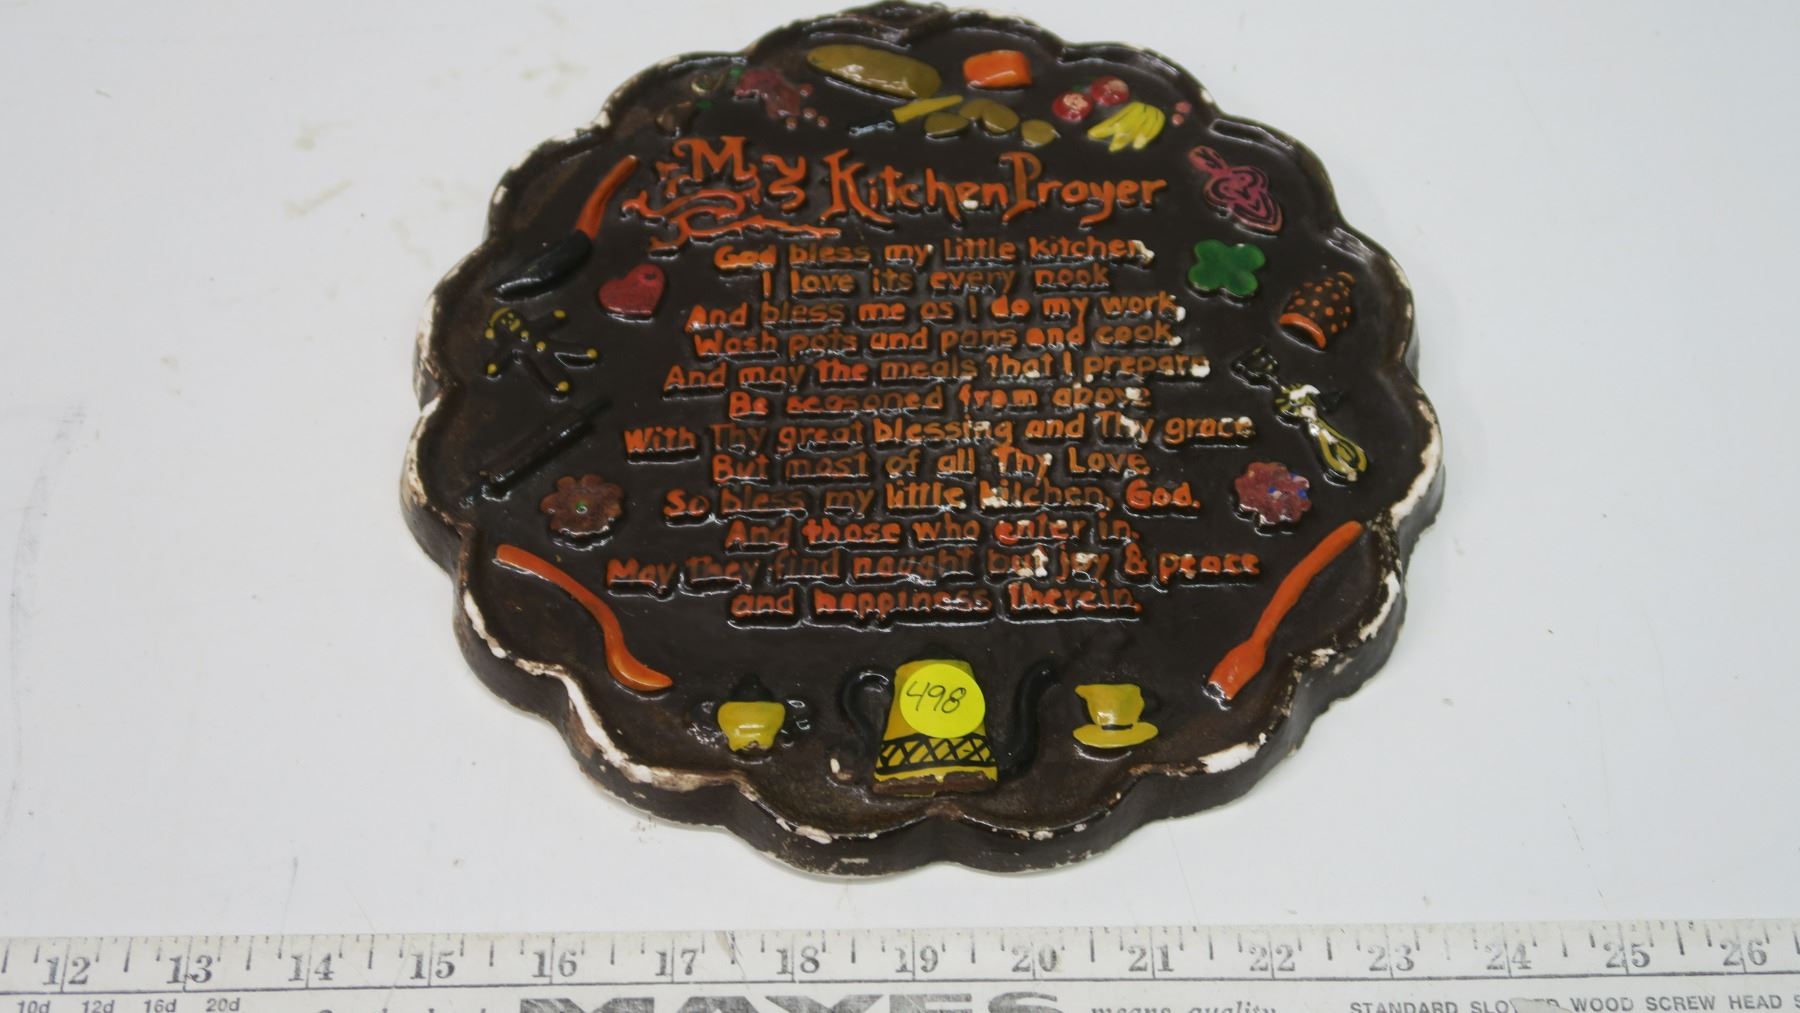 My Kitchen Prayer
God bless my little kitchen,
I love its every nook
And bless me as I do my work,
Wash pots and pans and cook.
And may the meals that I prepare
Be seasoned from above
With Thy great blessing and Thy grace
But most of all Thy Love.
So bless my little kitchen, God.
And those who enter in.
May They find naught but joy & peace
and happiness Therein.
498
12 13 14 15 16 17 18 19 20 21 22 23 24 25 26
10d 12d 16d 20d MAYES means quality STANDARD WOOD SCREW HEAD